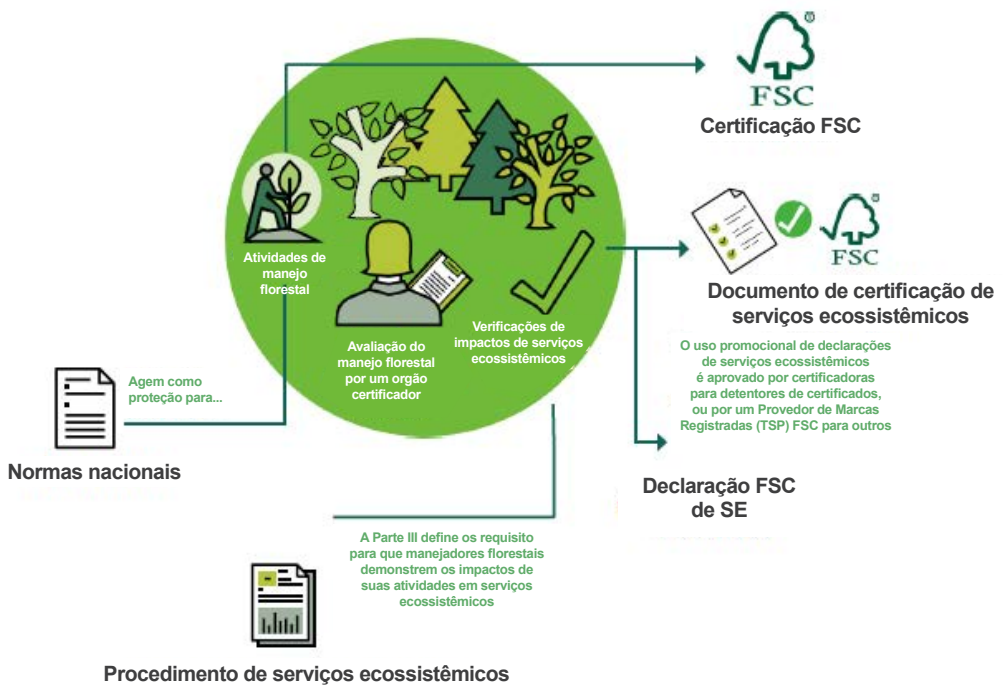 FSC
Certificação FSC
Atividades de
manejo
florestal
Avaliação do
manejo florestal
por um orgão
certificador
Verificações de
impactos de serviços
ecossistêmicos
FSC
Documento de certificação de
serviços ecossistêmicos
O uso promocional de declarações
de serviços ecossistêmicos
é aprovado por certificadoras
para detentores de certificados,
ou por um Provedor de Marcas
Registradas (TSP) FSC para outros
Agem como
proteção para...
Normas nacionais
Declaração FSC
de SE
A Parte III define os requisito
para que manejadores florestais
demonstrem os impactos de
suas atividades em serviços
ecossistêmicos
Procedimento de serviços ecossistêmicos